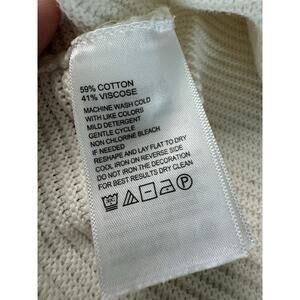 59% COTTON
41% VISCOSE
MACHINE WASH COLD
WITH LIKE COLORS
MILD DETERGENT
GENTLE CYCLE
NON CHLORINE BLEACH
IF NEEDED
RESHAPE AND LAY FLAT TO DRY
COOL IRON ON REVERSE SIDE
DO NOT IRON THE DECORATION
FOR BEST RESULTS DRY CLEAN
P